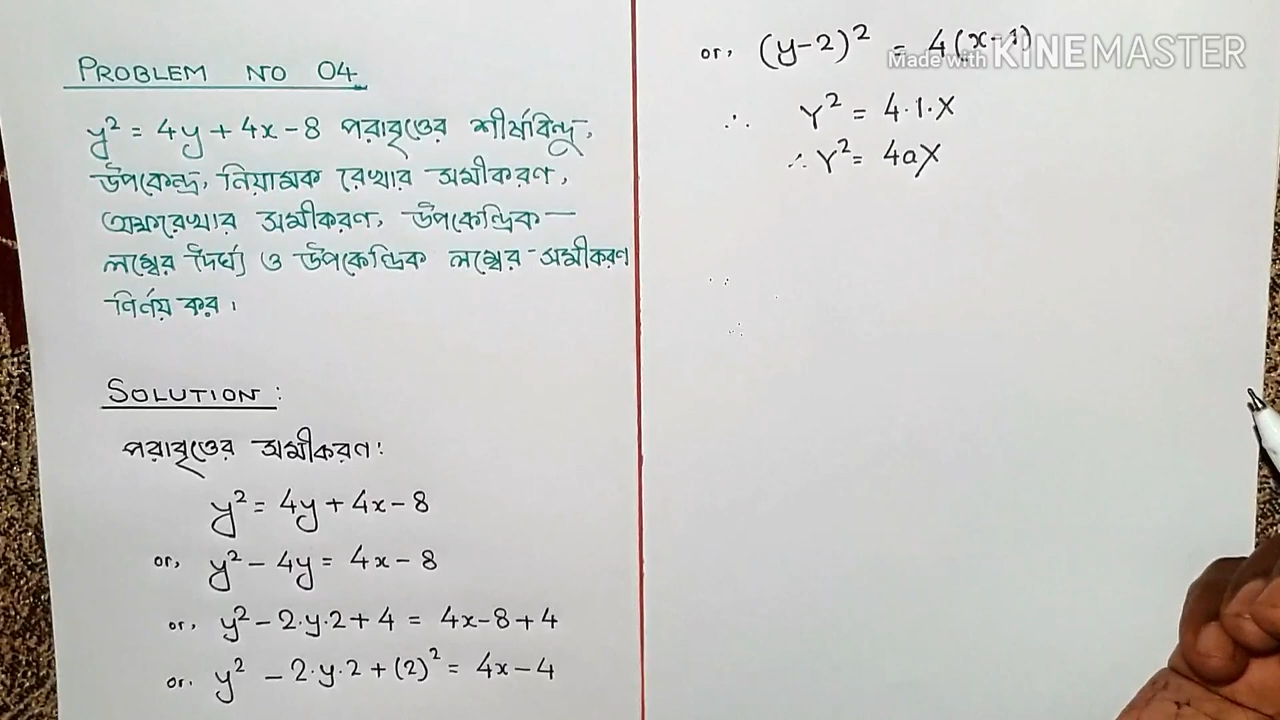 PROBLEM NO 04
y² = 4y + 4x - 8 পরাবৃত্তের শীর্ষবিন্দু,
উপকেন্দ্র, নিয়ামক রেখার সমীকরণ,
অক্ষরেখার সমীকরণ, উপকেন্দ্রিক—
লম্বের দৈর্ঘ্য ও উপকেন্দ্রিক লম্বের সমীকরণ
নির্ণয় কর।
SOLUTION:
পরাবৃত্তের সমীকরণ:
y² = 4y + 4x - 8
or, y² - 4y = 4x - 8
or, y² - 2·y·2 + 4 = 4x - 8 + 4
or. y² - 2·y·2 + (2)² = 4x - 4
or, (y-2)² = 4(x-1)
Made with KINEMASTER
∴ Y² = 4·1·X
∴ Y² = 4aX